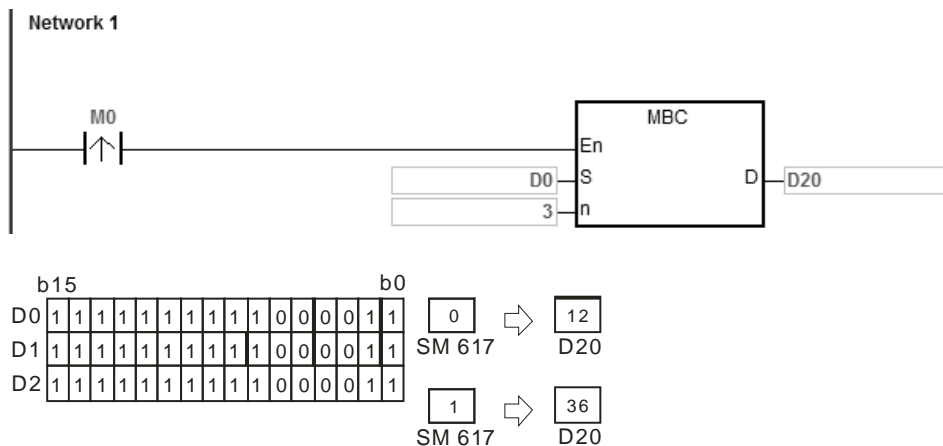 Network 1
M0
MBC
En
D0 S D D20
3 n
b15 b0
D0 1 1 1 1 1 1 1 1 1 1 0 0 0 0 1 1 0 12
D1 1 1 1 1 1 1 1 1 1 1 0 0 0 0 1 1 SM 617 D20
D2 1 1 1 1 1 1 1 1 1 1 0 0 0 0 1 1
1 36
SM 617 D20